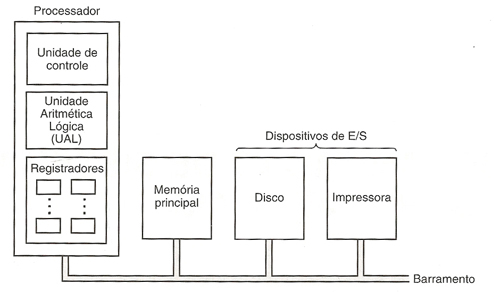 Processador
Unidade de
controle
Unidade
Aritmética
Lógica
(UAL)
Registradores
Dispositivos de E/S
Memória
principal
Disco
Impressora
Barramento